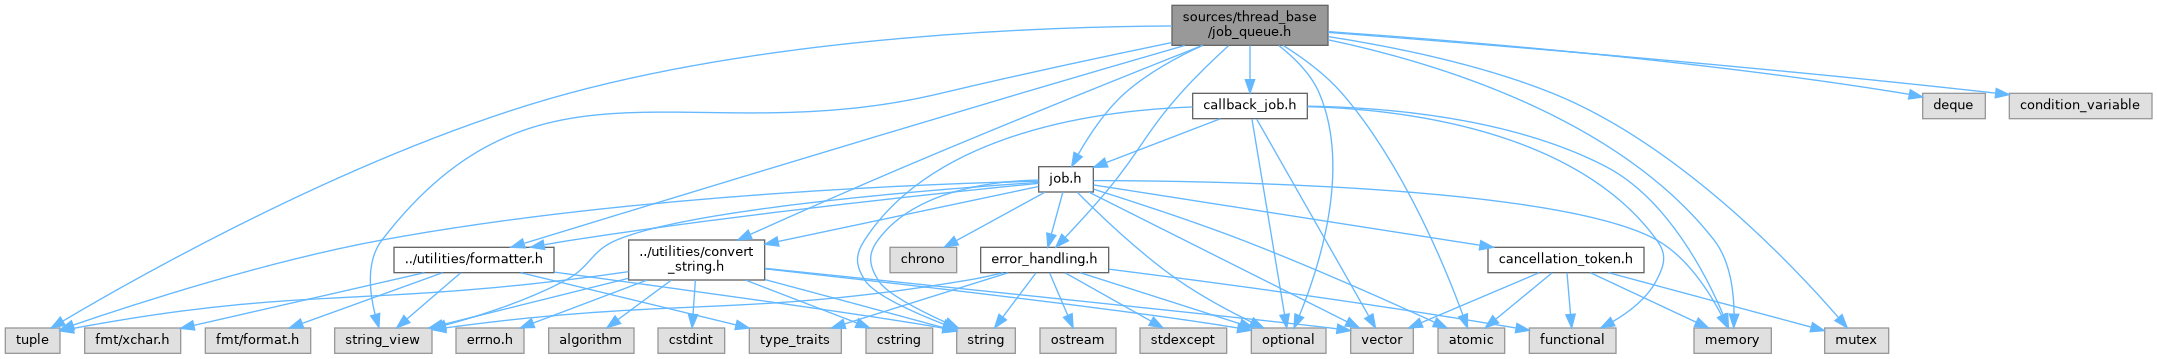 sources/thread_base
/job_queue.h
callback_job.h
deque
condition_variable
job.h
../utilities/formatter.h
../utilities/convert
_string.h
chrono
error_handling.h
cancellation_token.h
tuple
fmt/xchar.h
fmt/format.h
string_view
errno.h
algorithm
cstdint
type_traits
cstring
string
ostream
stdexcept
optional
vector
atomic
functional
memory
mutex